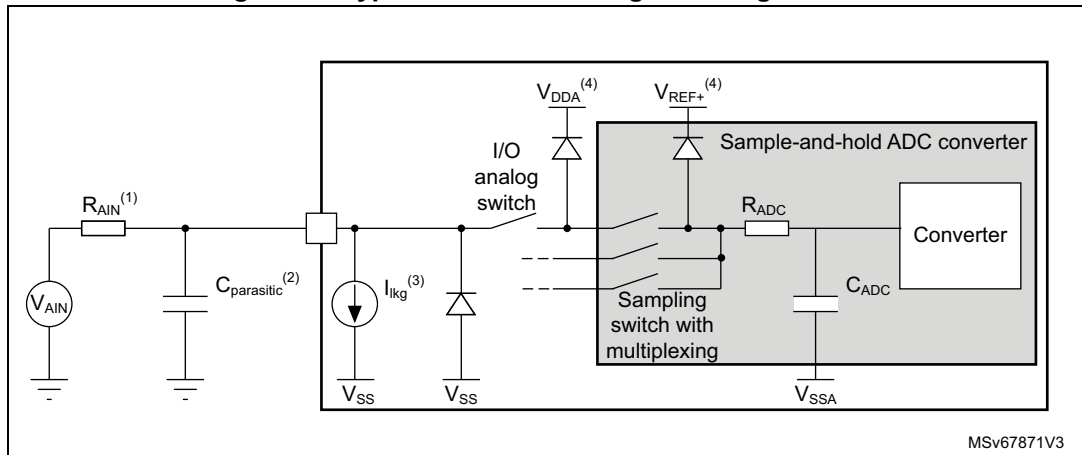 V_DDA^(4)
V_REF+^(4)
Sample-and-hold ADC converter
I/O
analog
switch
R_AIN^(1)
R_ADC
Converter
V_AIN
C_parasitic^(2)
I_lkg^(3)
C_ADC
Sampling
switch with
multiplexing
V_SS
V_SS
V_SSA
MSv67871V3